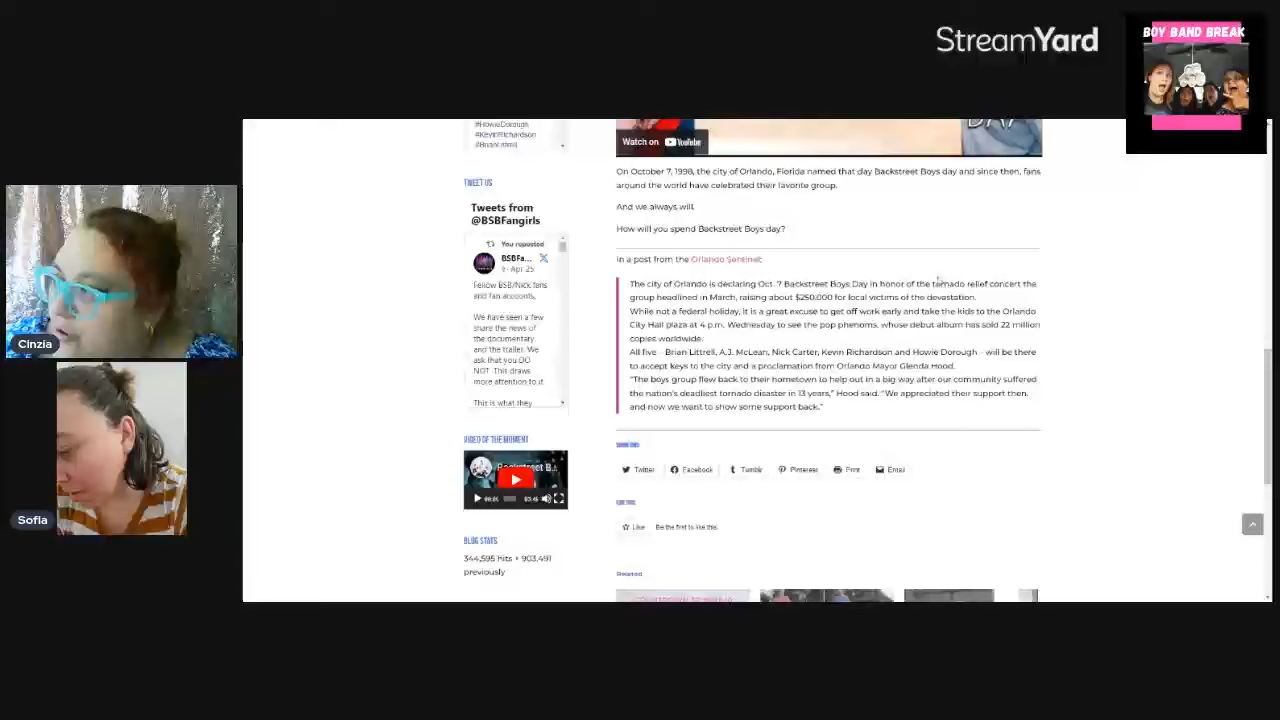 StreamYard
BOY BAND BREAK
#HowieDorough
#KevinRichardson
#BrianLittrell
Watch on YouTube
DAY
On October 7, 1998, the city of Orlando, Florida named that day Backstreet Boys day and since then, fans
around the world have celebrated their favorite group.
And we always will.
How will you spend Backstreet Boys day?
In a post from the Orlando Sentinel:
The city of Orlando is declaring Oct. 7 Backstreet Boys Day in honor of the tornado relief concert the
group headlined in March, raising about $250,000 for local victims of the devastation.
While not a federal holiday, it is a great excuse to get off work early and take the kids to the Orlando
City Hall plaza at 4 p.m. Wednesday to see the pop phenoms, whose debut album has sold 22 million
copies worldwide.
All five – Brian Littrell, A.J. McLean, Nick Carter, Kevin Richardson and Howie Dorough – will be there
to accept keys to the city and a proclamation from Orlando Mayor Glenda Hood.
"The boys group flew back to their hometown to help out in a big way after our community suffered
the nation's deadliest tornado disaster in 13 years," Hood said. "We appreciated their support then,
and now we want to show some support back."
Twitter Facebook Tumblr Pinterest Print Email
Like Be the first to like this.
Related
TWEET US
Tweets from
@BSBFangirls
You reposted
BSBFa...
Apr 25
Fellow BSB/Nick fans
and fan accounts,
We have seen a few
share the news of
the documentary
and the trailer. We
ask that you DO
NOT. This draws
more attention to it.
This is what they
VIDEO OF THE MOMENT
Backstreet B...
03:46
BLOG STATS
344,595 hits + 903,491
previously
Cinzia
Sofia